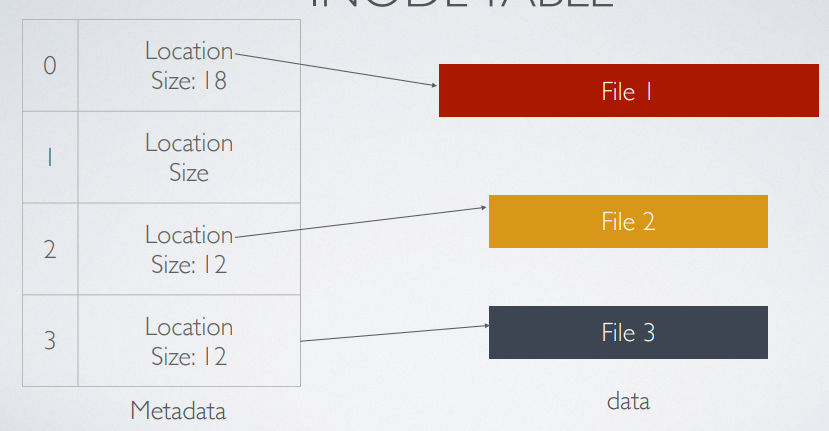 INODE TABLE
0
Location
Size: 18
File 1
1
Location
Size
2
Location
Size: 12
File 2
3
Location
Size: 12
File 3
Metadata
data